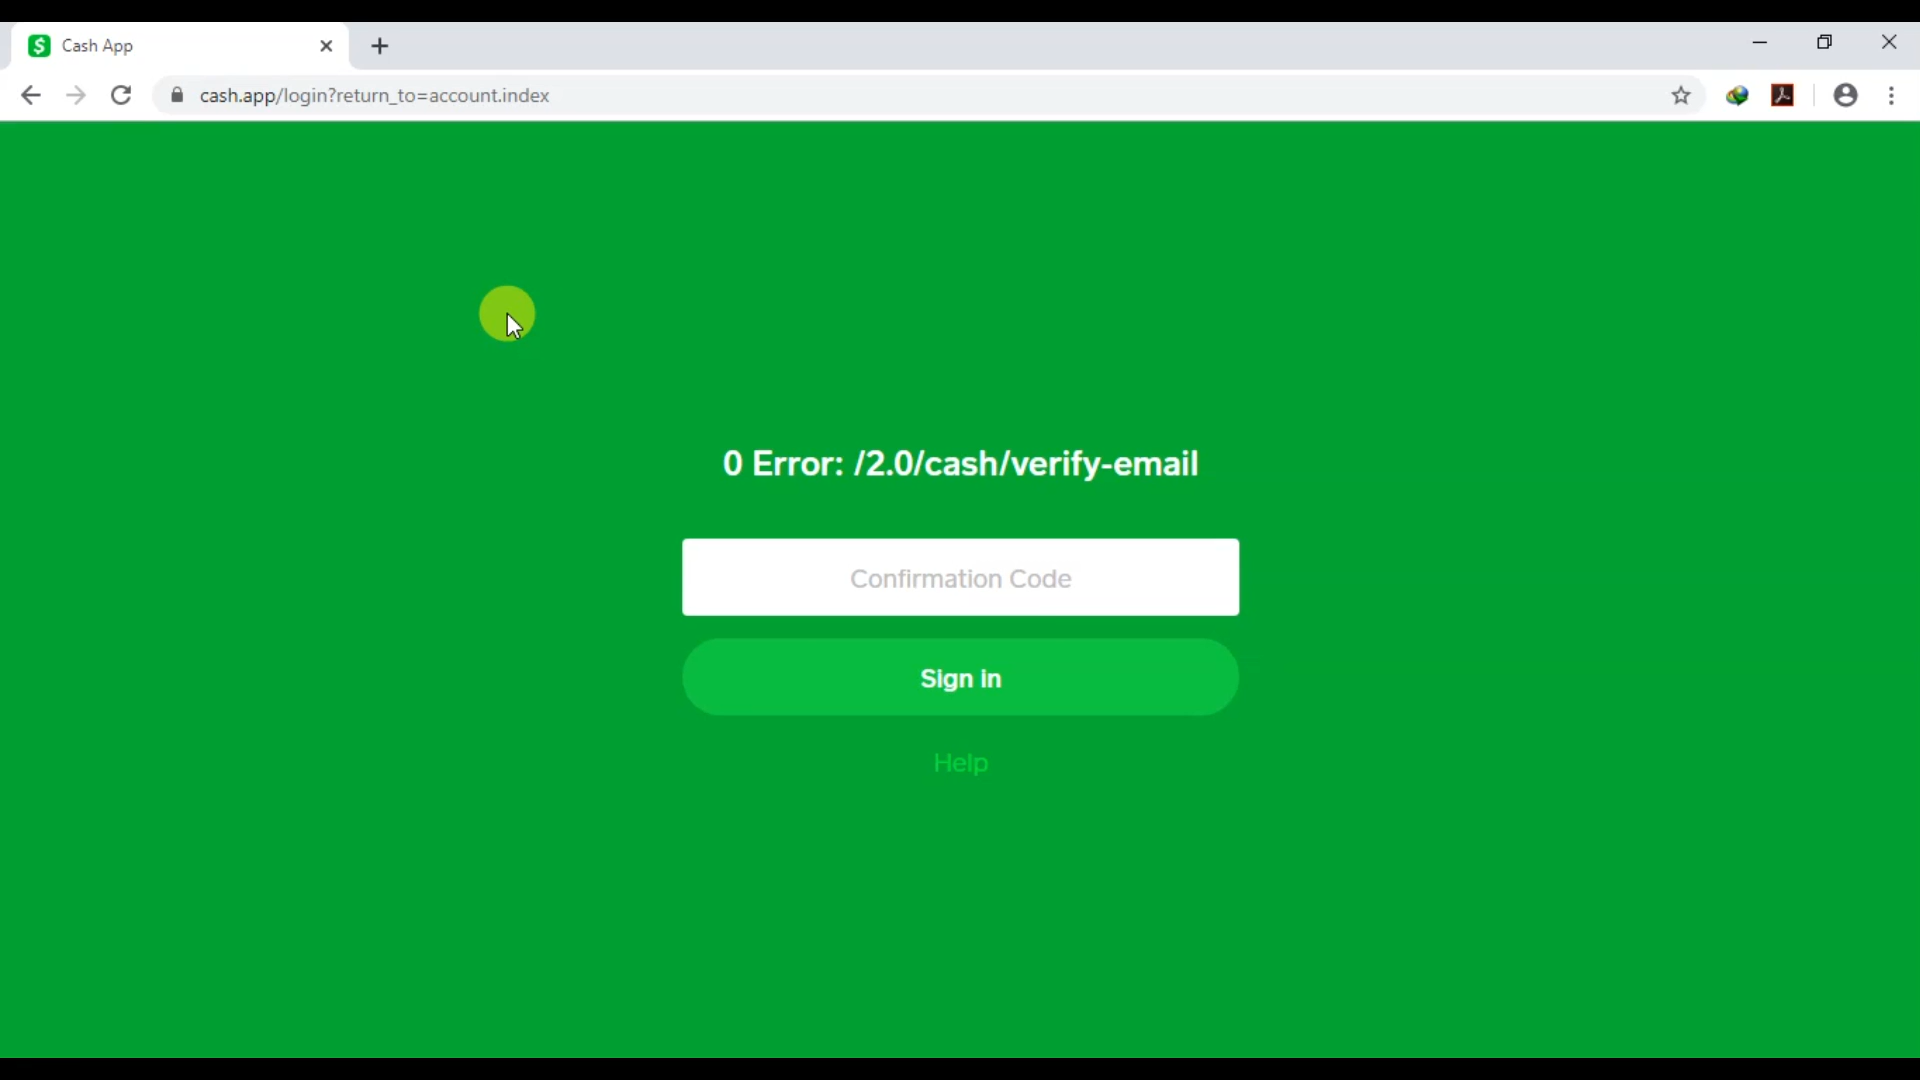 Cash App
cash.app/login?return_to=account.index
0 Error: /2.0/cash/verify-email
Confirmation Code
Sign in
Help